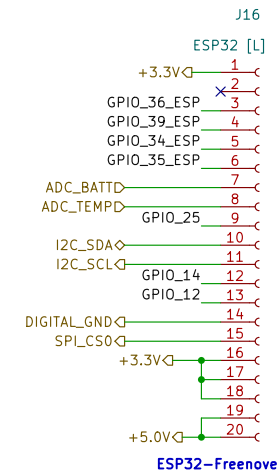 J16
ESP32 [L]
+3.3V 1
2
GPIO_36_ESP 3
GPIO_39_ESP 4
GPIO_34_ESP 5
GPIO_35_ESP 6
ADC_BATT 7
ADC_TEMP 8
GPIO_25 9
I2C_SDA 10
I2C_SCL 11
GPIO_14 12
GPIO_12 13
DIGITAL_GND 14
SPI_CS0 15
+3.3V 16
17
18
19
+5.0V 20
ESP32-Freenove